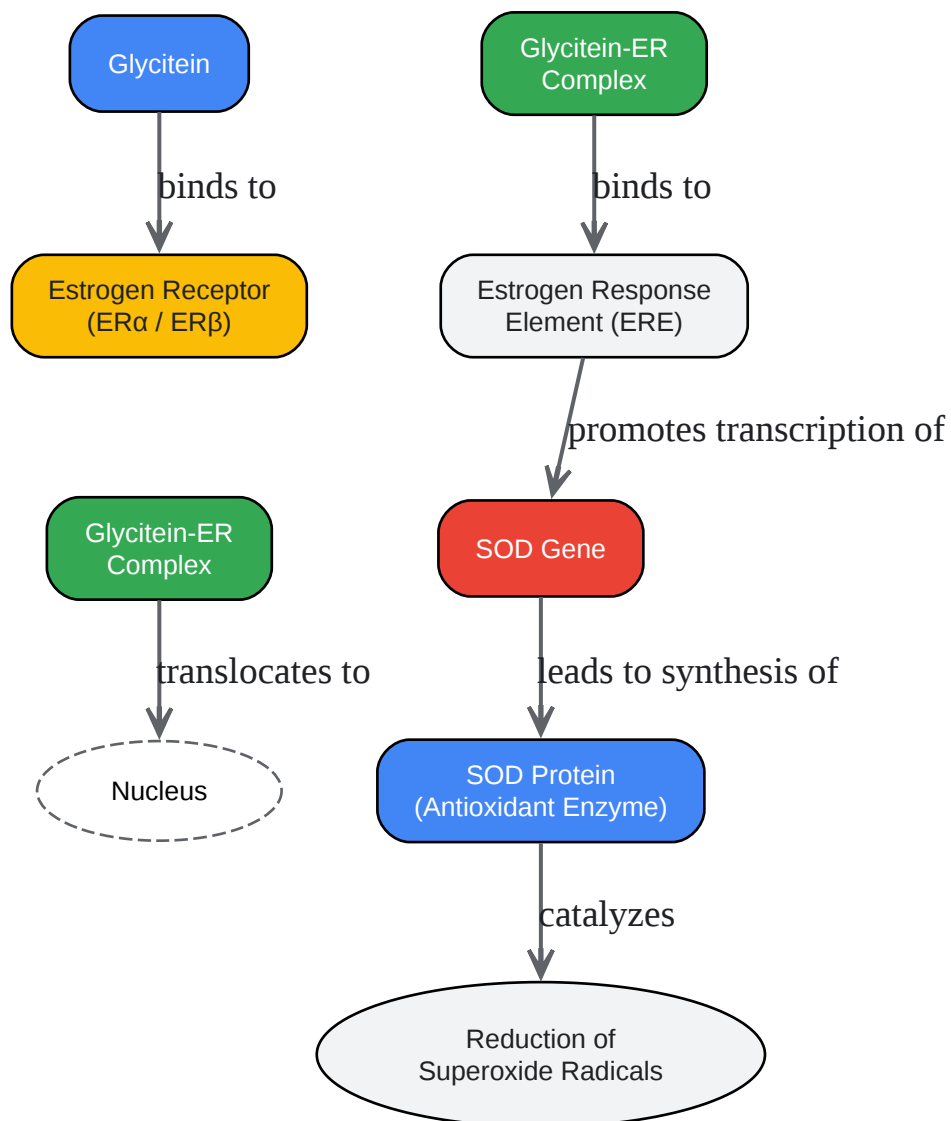 Glycitein
binds to
Estrogen Receptor
(ERα / ERβ)
Glycitein-ER
Complex
translocates to
Nucleus
Glycitein-ER
Complex
binds to
Estrogen Response
Element (ERE)
promotes transcription of
SOD Gene
leads to synthesis of
SOD Protein
(Antioxidant Enzyme)
catalyzes
Reduction of
Superoxide Radicals